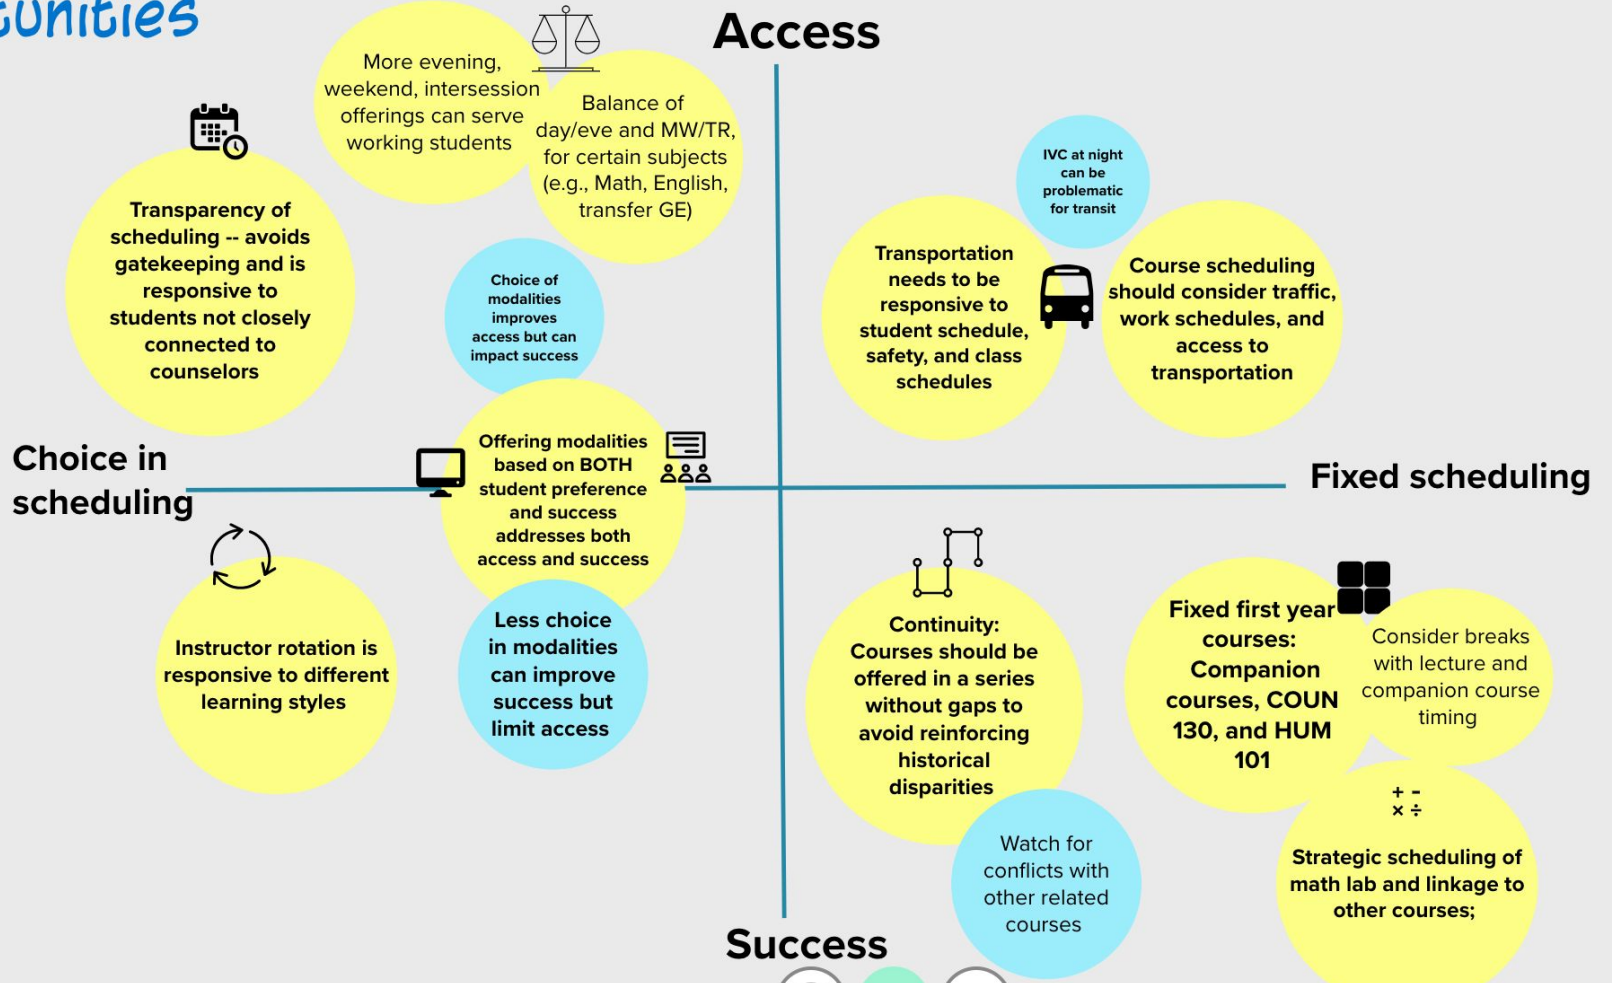 tunities
Access
More evening,
weekend, intersession
offerings can serve
working students
Balance of
day/eve and MW/TR,
for certain subjects
(e.g., Math, English,
transfer GE)
Transparency of
scheduling -- avoids
gatekeeping and is
responsive to
students not closely
connected to
counselors
Choice of
modalities
improves
access but can
impact success
IVC at night
can be
problematic
for transit
Transportation
needs to be
responsive to
student schedule,
safety, and class
schedules
Course scheduling
should consider traffic,
work schedules, and
access to
transportation
Choice in
scheduling
Offering modalities
based on BOTH
student preference
and success
addresses both
access and success
Fixed scheduling
Instructor rotation is
responsive to different
learning styles
Less choice
in modalities
can improve
success but
limit access
Continuity:
Courses should be
offered in a series
without gaps to
avoid reinforcing
historical
disparities
Fixed first year
courses:
Companion
courses, COUN
130, and HUM
101
Consider breaks
with lecture and
companion course
timing
Watch for
conflicts with
other related
courses
+ -
× ÷
Strategic scheduling of
math lab and linkage to
other courses;
Success